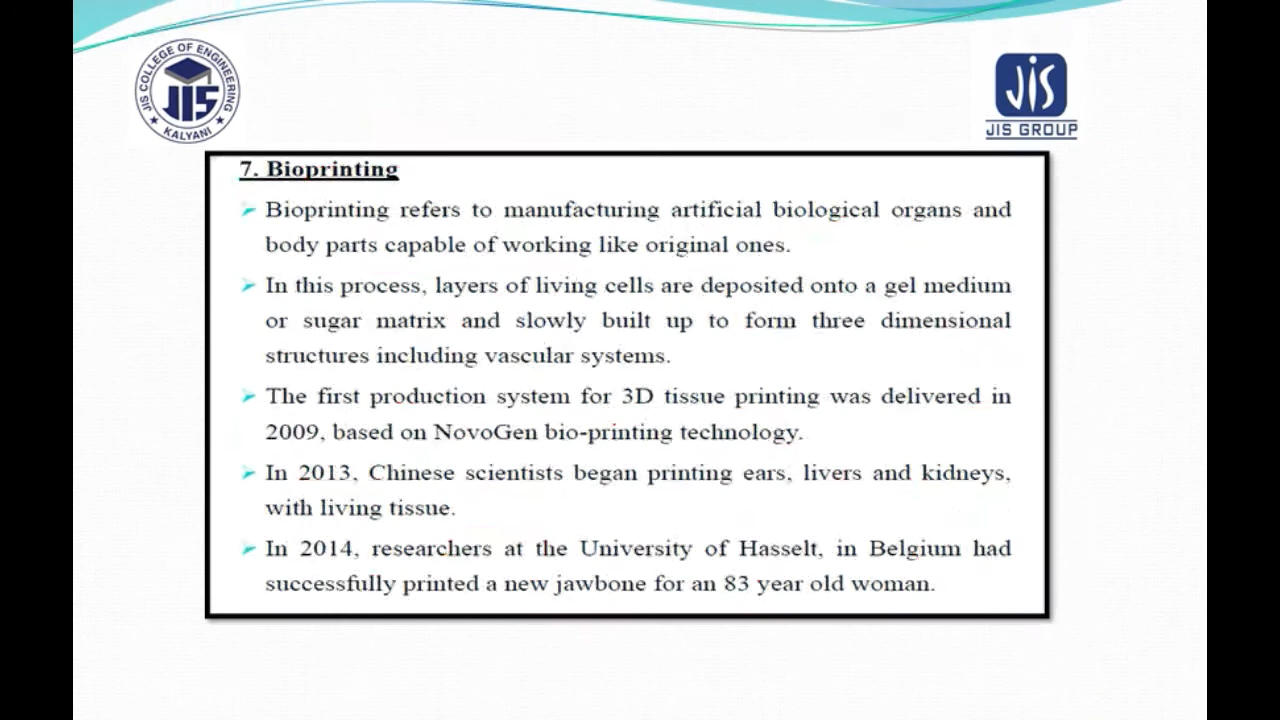 JIS COLLEGE OF ENGINEERING
JIS
KALYANI
JIS
JIS GROUP
7. Bioprinting
Bioprinting refers to manufacturing artificial biological organs and
body parts capable of working like original ones.
In this process, layers of living cells are deposited onto a gel medium
or sugar matrix and slowly built up to form three dimensional
structures including vascular systems.
The first production system for 3D tissue printing was delivered in
2009, based on NovoGen bio-printing technology.
In 2013, Chinese scientists began printing ears, livers and kidneys,
with living tissue.
In 2014, researchers at the University of Hasselt, in Belgium had
successfully printed a new jawbone for an 83 year old woman.